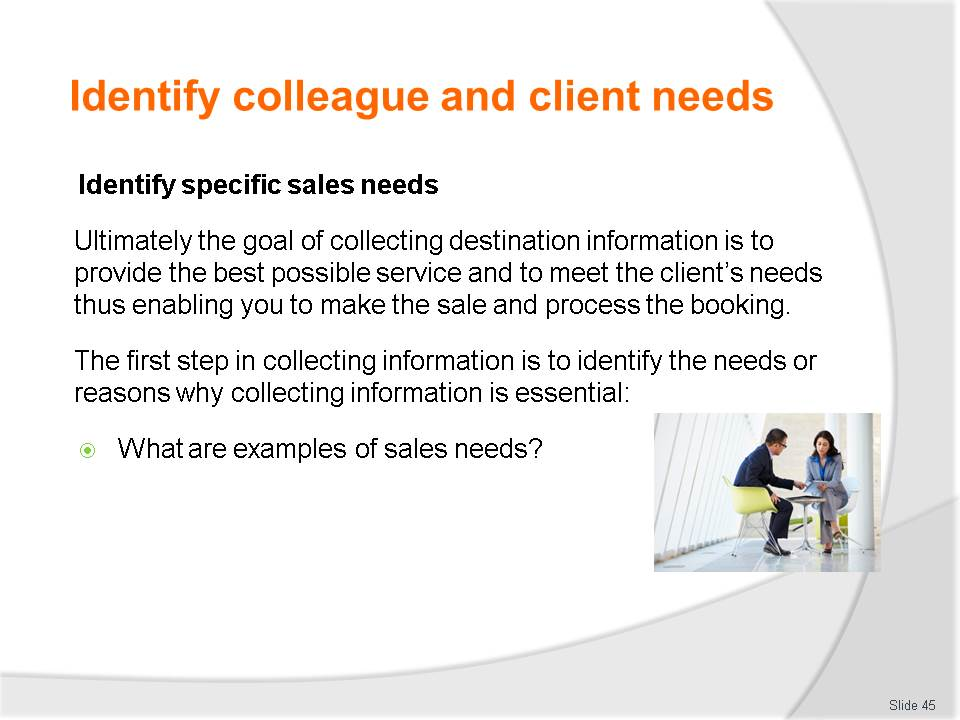 Identify colleague and client needs
Identify specific sales needs
Ultimately the goal of collecting destination information is to
provide the best possible service and to meet the client’s needs
thus enabling you to make the sale and process the booking.
The first step in collecting information is to identify the needs or
reasons why collecting information is essential:
What are examples of sales needs?
Slide 45